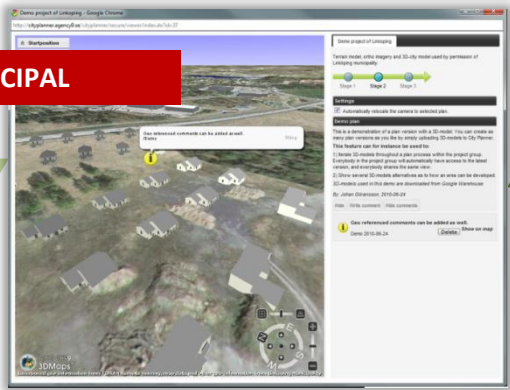 Demo project of Linkoping - Google Chrome
Startposition
CIPAL
Geo referenced comments can be added as well.
Demo
3DMaps
Demo project of Linkoping
Terrain model, ortho imagery and 3D-city model used by permission of
Linkoping municipality.
Stage 1 Stage 2 Stage 3
Settings
Automatically relocate the camera to selected plan.
Demo plan
This is a demonstration of a plan version with a 3D-model. You can create as
many plan versions as you like by simply uploading 3D-models to City Planner.
This feature can for instance be used to
1) Iterate 3D-models throughout a plan process within the project group.
Everybody in the project group will automatically have access to the latest
version, and everybody shares the same view.
2) Show several 3D-models alternatives as to how an area can be developed.
3D-models used in this demo are downloaded from Google Warehouse
Hide Write comment Hide comments
Geo referenced comments can be added as well.
Demo 2010-06-24 Delete Show on map